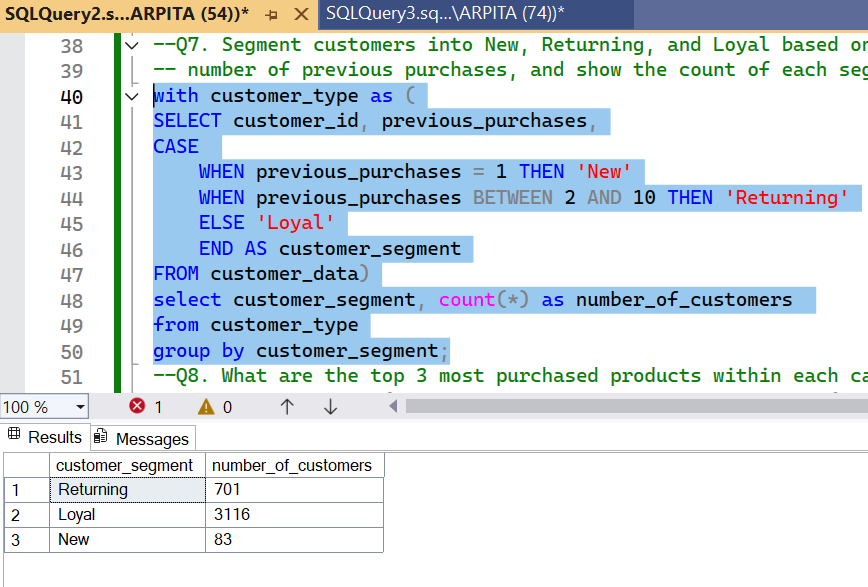 SQLQuery2.s...ARPITA (54))*
SQLQuery3.sq...\ARPITA (74))*
38 --Q7. Segment customers into New, Returning, and Loyal based on
39 -- number of previous purchases, and show the count of each seg
40 with customer_type as (
41 SELECT customer_id, previous_purchases,
42 CASE
43 WHEN previous_purchases = 1 THEN 'New'
44 WHEN previous_purchases BETWEEN 2 AND 10 THEN 'Returning'
45 ELSE 'Loyal'
46 END AS customer_segment
47 FROM customer_data)
48 select customer_segment, count(*) as number_of_customers
49 from customer_type
50 group by customer_segment;
51 --Q8. What are the top 3 most purchased products within each ca
100 % 1 0
Results Messages
customer_segment number_of_customers
1 Returning 701
2 Loyal 3116
3 New 83